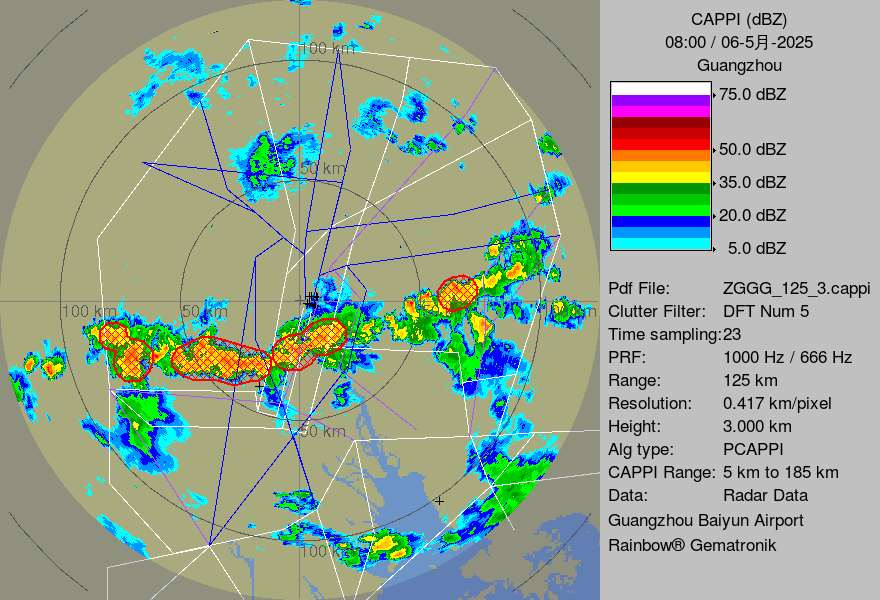 CAPPI (dBZ)
08:00 / 06-5月-2025
Guangzhou
75.0 dBZ
50.0 dBZ
35.0 dBZ
20.0 dBZ
5.0 dBZ
Pdf File: ZGGG_125_3.cappi
Clutter Filter: DFT Num 5
Time sampling:23
PRF: 1000 Hz / 666 Hz
Range: 125 km
Resolution: 0.417 km/pixel
Height: 3.000 km
Alg type: PCAPPI
CAPPI Range: 5 km to 185 km
Data: Radar Data
Guangzhou Baiyun Airport
Rainbow® Gematronik
100 km
50 km
100 km
50 km
50 km
100 km